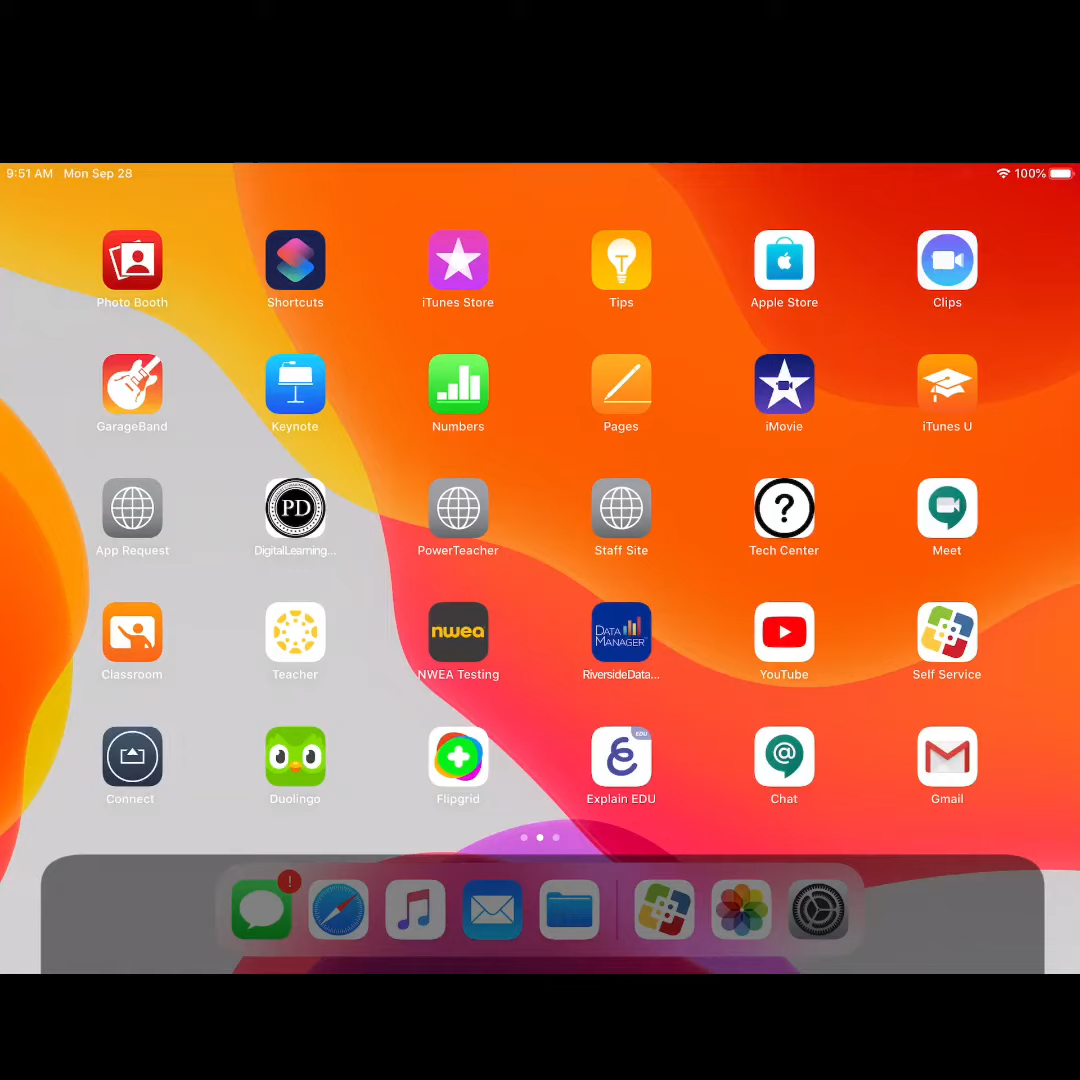 9:51 AM Mon Sep 28
100%
Photo Booth
Shortcuts
iTunes Store
Tips
Apple Store
Clips
GarageBand
Keynote
Numbers
Pages
iMovie
iTunes U
PD
?
App Request
DigitalLearning...
PowerTeacher
Staff Site
Tech Center
Meet
nwea
DATA
MANAGER
Classroom
Teacher
NWEA Testing
RiversideData...
YouTube
Self Service
EDU
@
Connect
Duolingo
Flipgrid
Explain EDU
Chat
Gmail
!